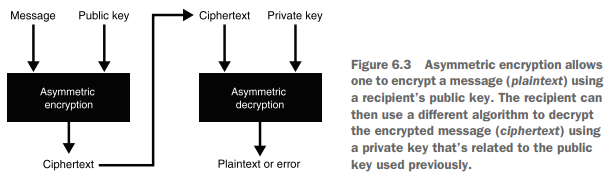 Message Public key Ciphertext Private key
Asymmetric
encryption
Asymmetric
decryption
Ciphertext Plaintext or error
Figure 6.3 Asymmetric encryption allows
one to encrypt a message (plaintext) using
a recipient's public key. The recipient can
then use a different algorithm to decrypt
the encrypted message (ciphertext) using
a private key that's related to the public
key used previously.